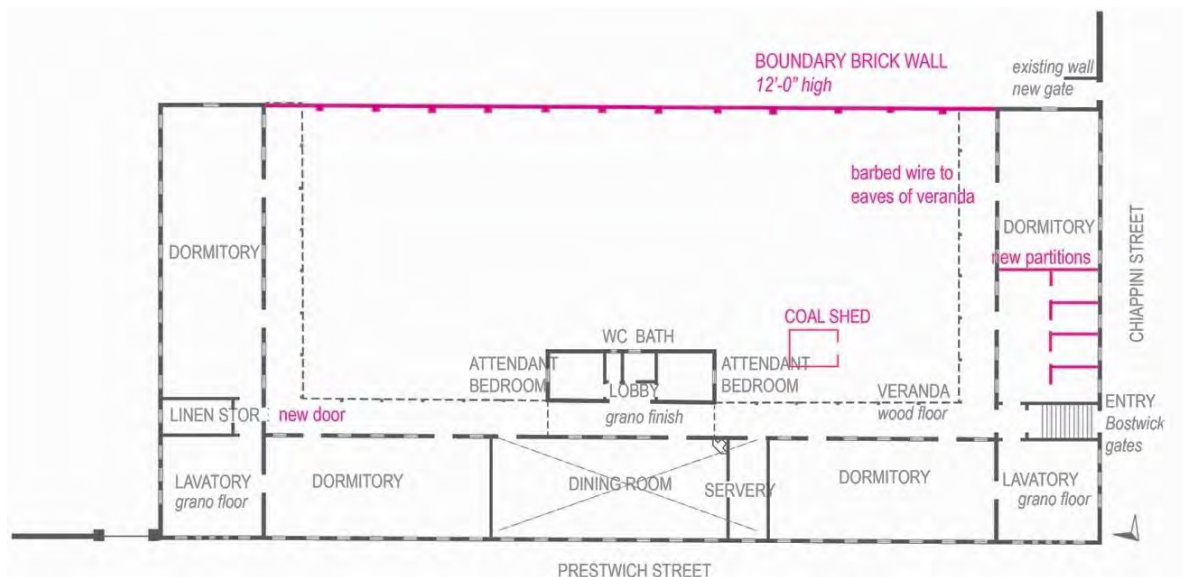 BOUNDARY BRICK WALL
12'-0" high
existing wall
new gate
barbed wire to
eaves of veranda
DORMITORY
DORMITORY
new partitions
CHIAPPINI STREET
COAL SHED
WC BATH
ATTENDANT
BEDROOM
LOBBY
grano finish
ATTENDANT
BEDROOM
VERANDA
wood floor
LINEN STOR
new door
ENTRY
Bostwick
gates
LAVATORY
grano floor
DORMITORY
DINING ROOM
SERVERY
DORMITORY
LAVATORY
grano floor
PRESTWICH STREET